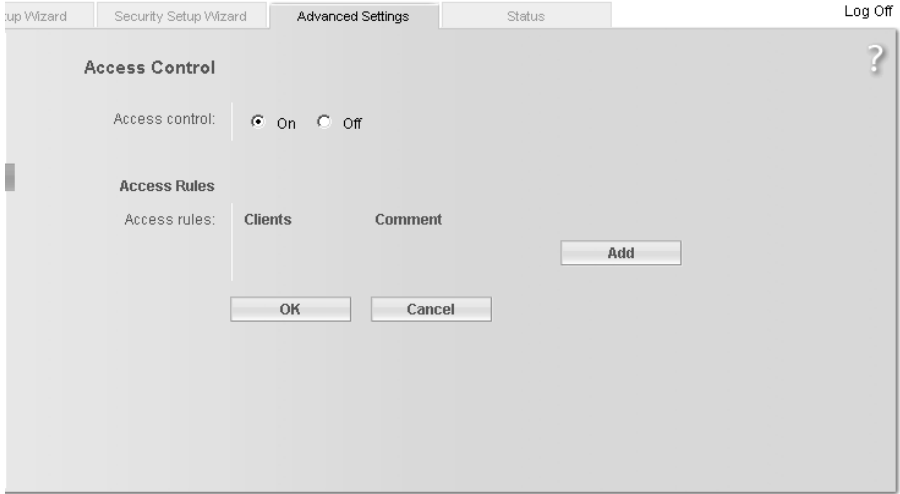 tup Wizard Security Setup Wizard Advanced Settings Status Log Off
Access Control
?
Access control: On Off
Access Rules
Access rules: Clients Comment
Add
OK Cancel